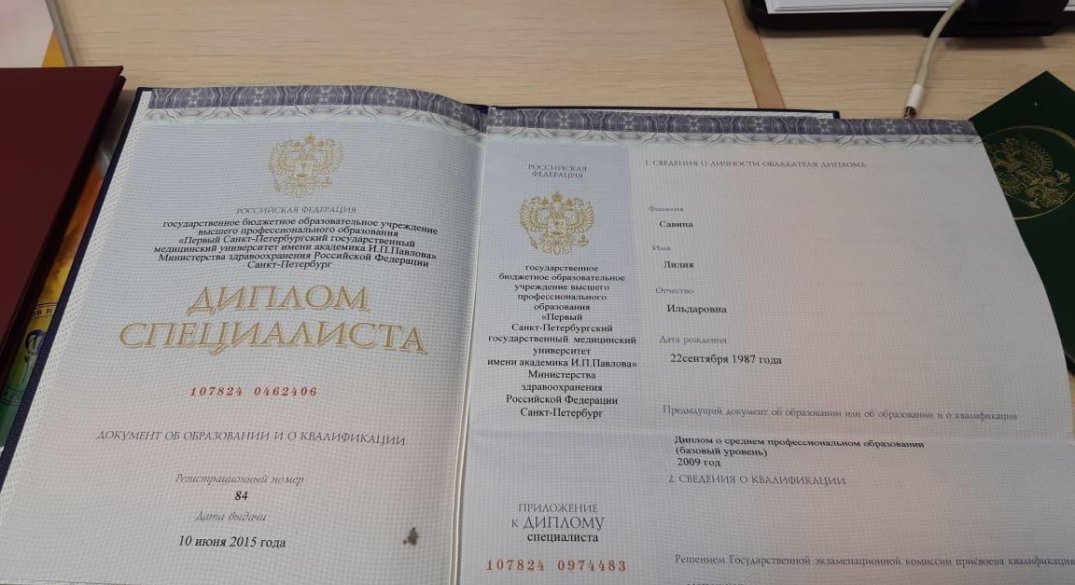 РОССИЙСКАЯ ФЕДЕРАЦИЯ
государственное бюджетное образовательное учреждение
высшего профессионального образования
«Первый Санкт-Петербургский государственный
медицинский университет имени академика И.П.Павлова»
Министерства здравоохранения Российской Федерации
Санкт-Петербург
ДИПЛОМ
СПЕЦИАЛИСТА
107824 0462406
ДОКУМЕНТ ОБ ОБРАЗОВАНИИ И О КВАЛИФИКАЦИИ
Регистрационный номер
84
Дата выдачи
10 июня 2015 года
РОССИЙСКАЯ
ФЕДЕРАЦИЯ
государственное
бюджетное образовательное
учреждение высшего
профессионального
образования
«Первый
Санкт-Петербургский
государственный медицинский
университет
имени академика И.П.Павлова»
Министерства
здравоохранения
Российской Федерации
Санкт-Петербург
ПРИЛОЖЕНИЕ
к ДИПЛОМУ
специалиста
107824 0974483
1. СВЕДЕНИЯ О ЛИЧНОСТИ ОБЛАДАТЕЛЯ ДИПЛОМА
Фамилия
Савина
Имя
Лилия
Отчество
Ильдаровна
Дата рождения
22сентября 1987 года
Предыдущий документ об образовании или об образовании и о квалификации
Диплом о среднем профессиональном образовании
(базовый уровень)
2009 год
2. СВЕДЕНИЯ О КВАЛИФИКАЦИИ
Решением Государственной экзаменационной комиссии присвоена квалификация